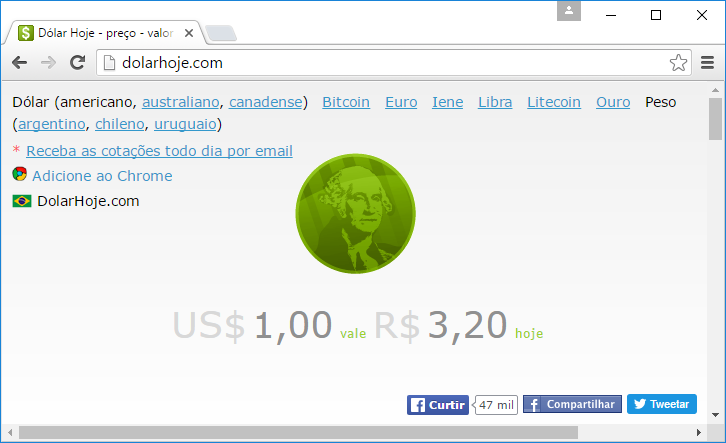 Dólar Hoje - preço - valor
dolarhoje.com
Dólar (americano, australiano, canadense) Bitcoin Euro Iene Libra Litecoin Ouro Peso
(argentino, chileno, uruguaio)
* Receba as cotações todo dia por email
Adicione ao Chrome
DolarHoje.com
US$ 1,00 vale R$ 3,20 hoje
Curtir 47 mil Compartilhar Tweetar